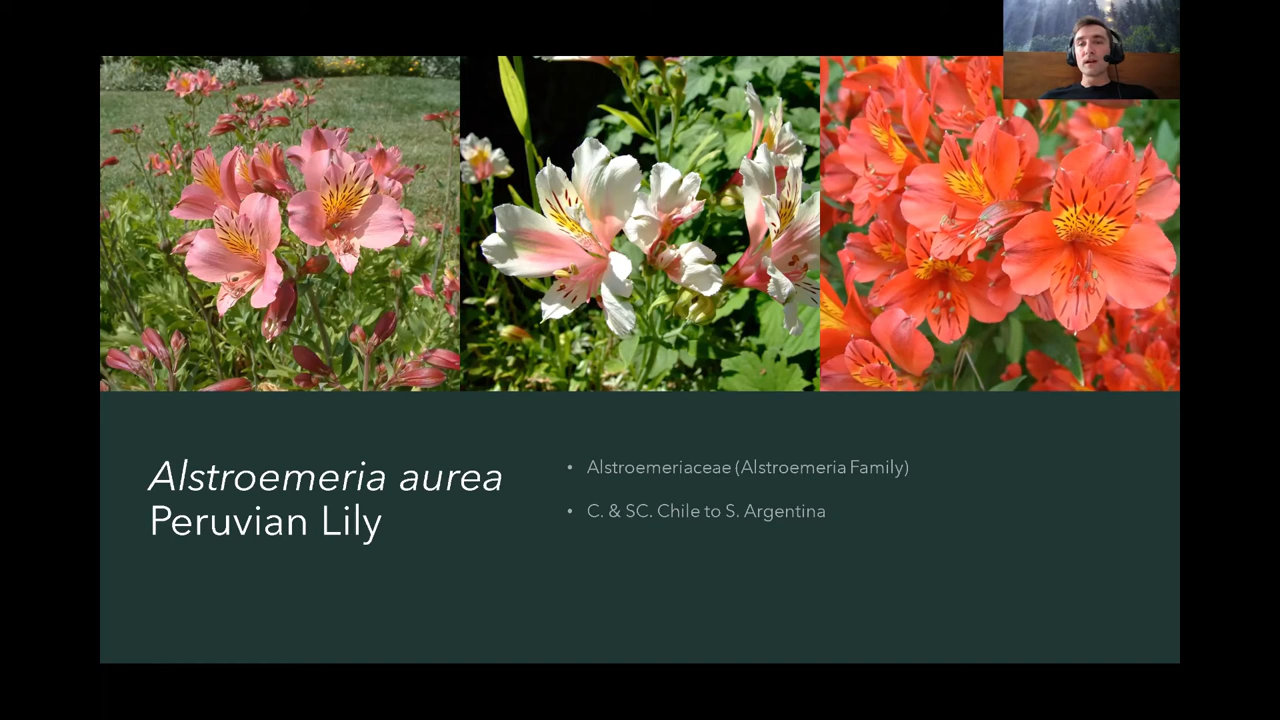 Alstroemeria aurea
Peruvian Lily
• Alstroemeriaceae (Alstroemeria Family)
• C. & SC. Chile to S. Argentina